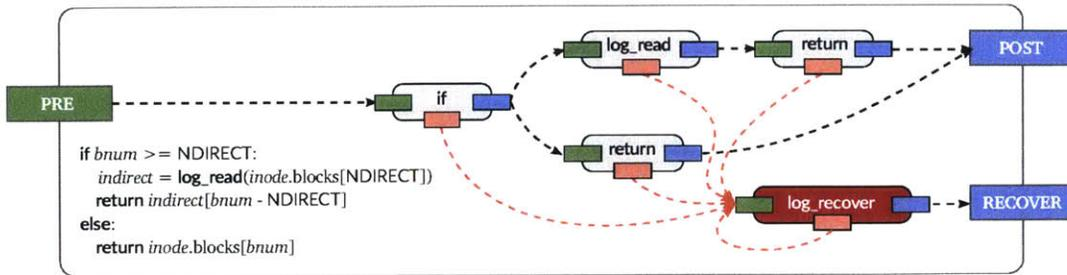 log_read
return
POST
PRE
if
return
if bnum >= NDIRECT:
indirect = log_read(inode.blocks[NDIRECT])
return indirect[bnum - NDIRECT]
else:
return inode.blocks[bnum]
log_recover
RECOVER